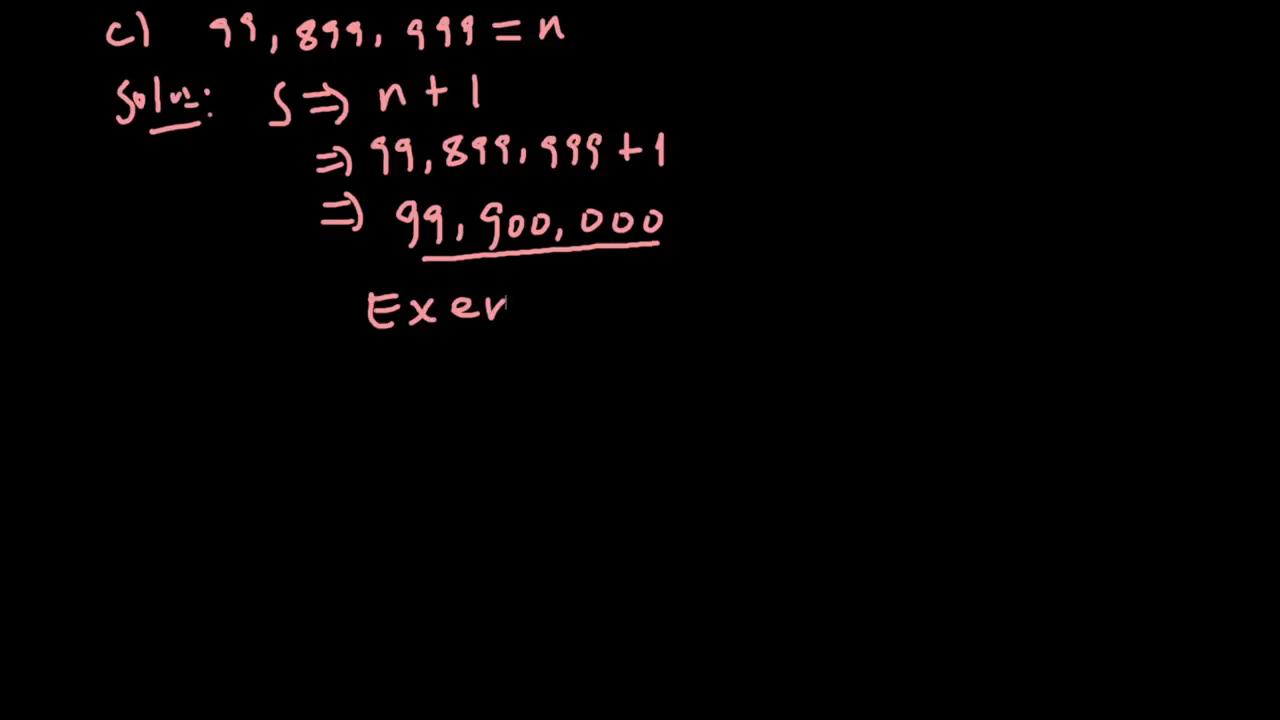 c) 99,899,999 = n
Soln: S ⇒ n + 1
⇒ 99,899,999 + 1
⇒ 99,900,000
Exer